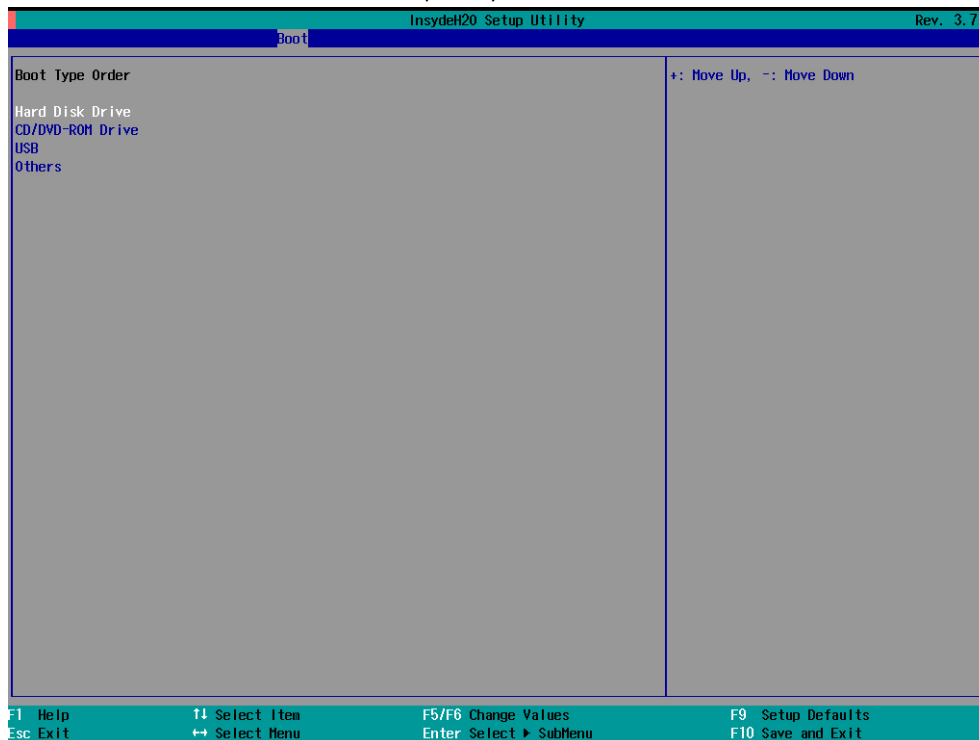 InsydeH20 Setup Utility Rev. 3.7
Boot
Boot Type Order +: Move Up, -: Move Down
Hard Disk Drive
CD/DVD-ROM Drive
USB
Others
F1 Help ↑↓ Select Item F5/F6 Change Values F9 Setup Defaults
Esc Exit ↔ Select Menu Enter Select ▶ SubMenu F10 Save and Exit